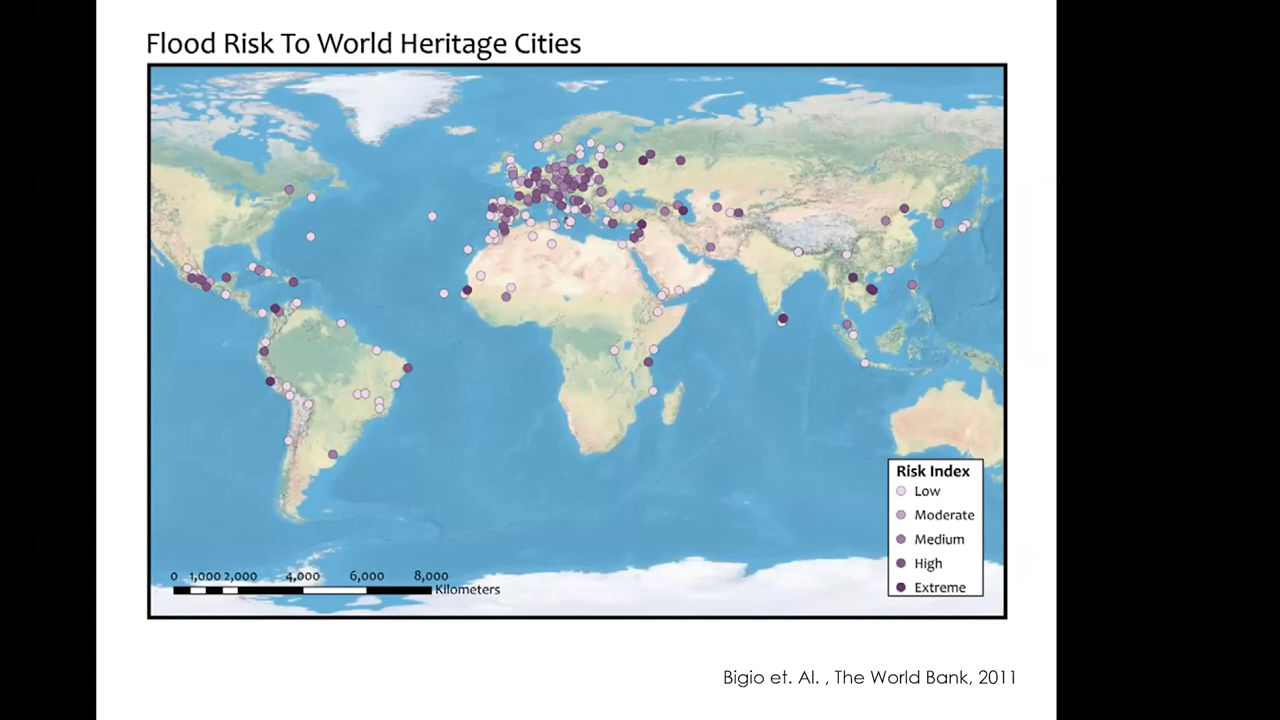 Flood Risk To World Heritage Cities
Risk Index
Low
Moderate
Medium
High
Extreme
0 1,000 2,000 4,000 6,000 8,000
Kilometers
Bigio et. Al. , The World Bank, 2011